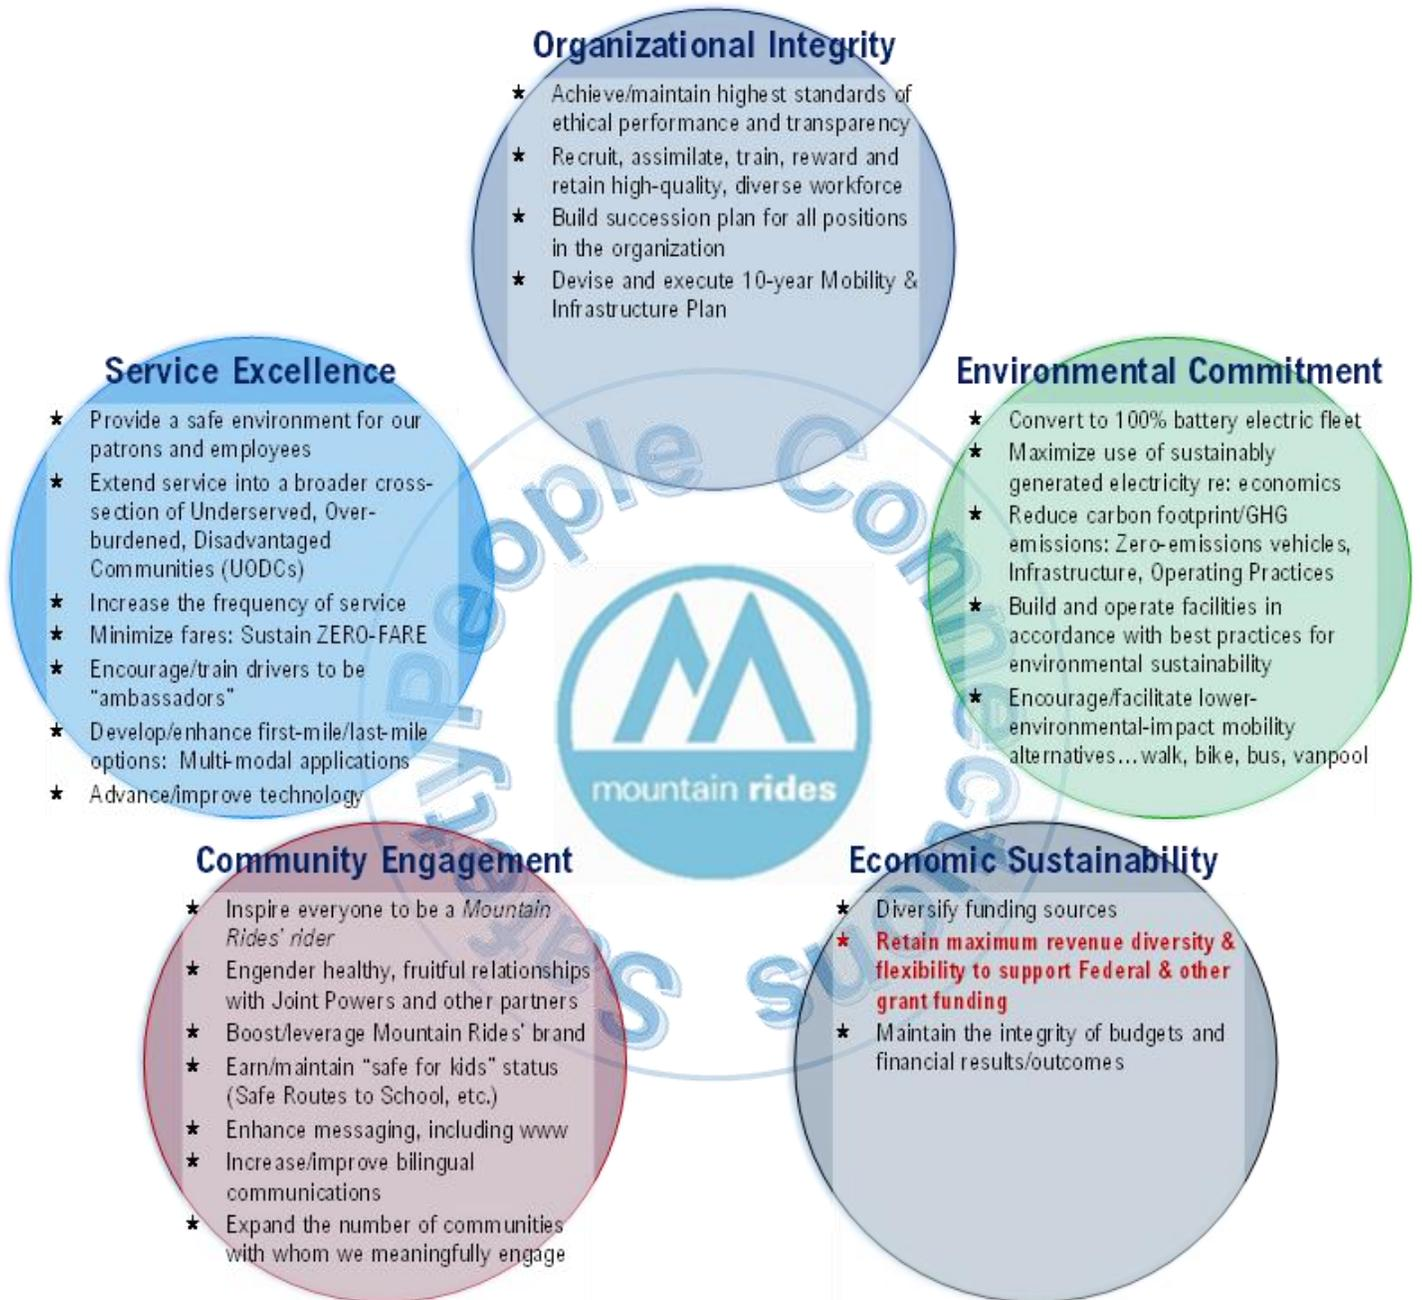 Organizational Integrity
★ Achieve/maintain highest standards of
ethical performance and transparency
★ Recruit, assimilate, train, reward and
retain high-quality, diverse workforce
★ Build succession plan for all positions
in the organization
★ Devise and execute 10-year Mobility &
Infrastructure Plan
Service Excellence
★ Provide a safe environment for our
patrons and employees
★ Extend service into a broader cross-
section of Underserved, Over-
burdened, Disadvantaged
Communities (UODCs)
★ Increase the frequency of service
★ Minimize fares: Sustain ZERO-FARE
★ Encourage/train drivers to be
"ambassadors"
★ Develop/enhance first-mile/last-mile
options: Multi-modal applications
★ Advance/improve technology
Environmental Commitment
★ Convert to 100% battery electric fleet
★ Maximize use of sustainably
generated electricity re: economics
★ Reduce carbon footprint/GHG
emissions: Zero-emissions vehicles,
Infrastructure, Operating Practices
★ Build and operate facilities in
accordance with best practices for
environmental sustainability
★ Encourage/facilitate lower-
environmental-impact mobility
alternatives...walk, bike, bus, vanpool
Safety People Connections
mountain rides
Community Engagement
★ Inspire everyone to be a Mountain
Rides' rider
★ Engender healthy, fruitful relationships
with Joint Powers and other partners
★ Boost/leverage Mountain Rides' brand
★ Earn/maintain "safe for kids" status
(Safe Routes to School, etc.)
★ Enhance messaging, including www
★ Increase/improve bilingual
communications
★ Expand the number of communities
with whom we meaningfully engage
Economic Sustainability
★ Diversify funding sources
★ Retain maximum revenue diversity &
flexibility to support Federal & other
grant funding
★ Maintain the integrity of budgets and
financial results/outcomes